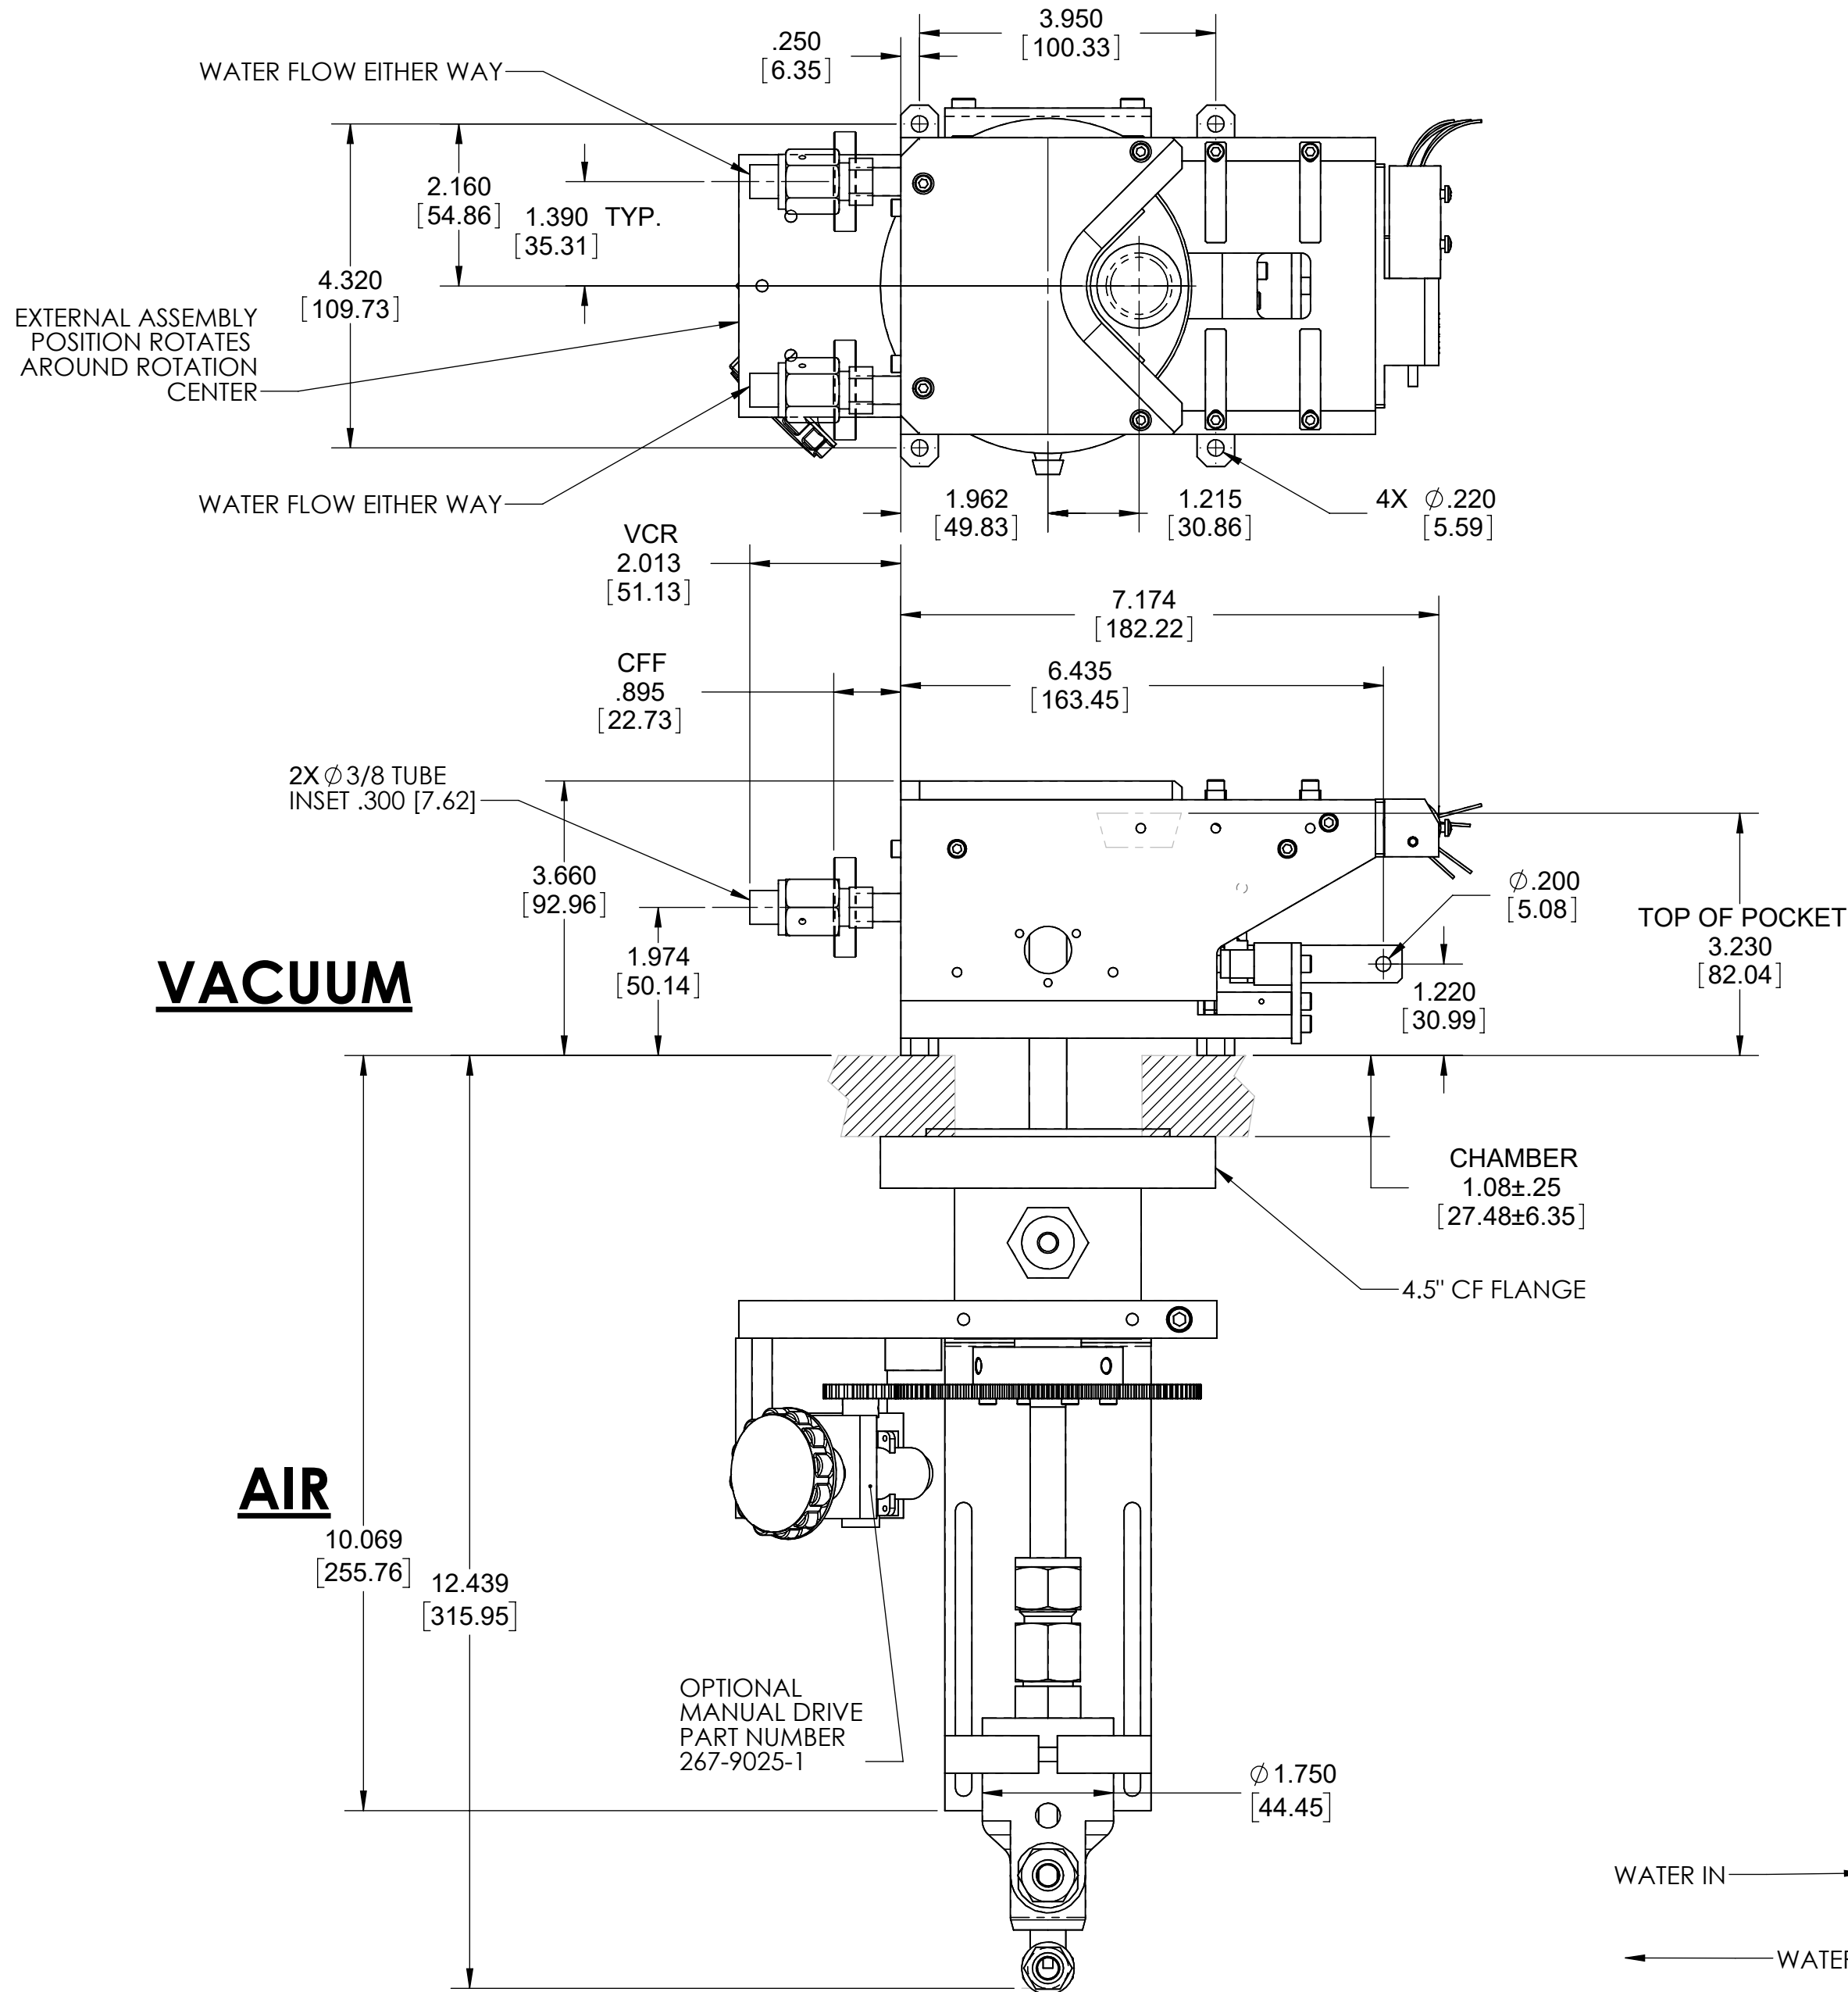 3.950
[100.33]
.250
[6.35]
WATER FLOW EITHER WAY
2.160
[54.86]
1.390 TYP.
[35.31]
4.320
[109.73]
EXTERNAL ASSEMBLY
POSITION ROTATES
AROUND ROTATION
CENTER
WATER FLOW EITHER WAY
1.962
[49.83]
1.215
[30.86]
4X ∅.220
[5.59]
VCR
2.013
[51.13]
7.174
[182.22]
CFF
.895
[22.73]
6.435
[163.45]
2X ∅3/8 TUBE
INSET .300 [7.62]
3.660
[92.96]
1.974
[50.14]
∅.200
[5.08]
TOP OF POCKET
3.230
[82.04]
1.220
[30.99]
VACUUM
CHAMBER
1.08±.25
[27.48±6.35]
4.5" CF FLANGE
AIR
10.069
[255.76]
12.439
[315.95]
OPTIONAL
MANUAL DRIVE
PART NUMBER
267-9025-1
∅1.750
[44.45]
WATER IN
WATER